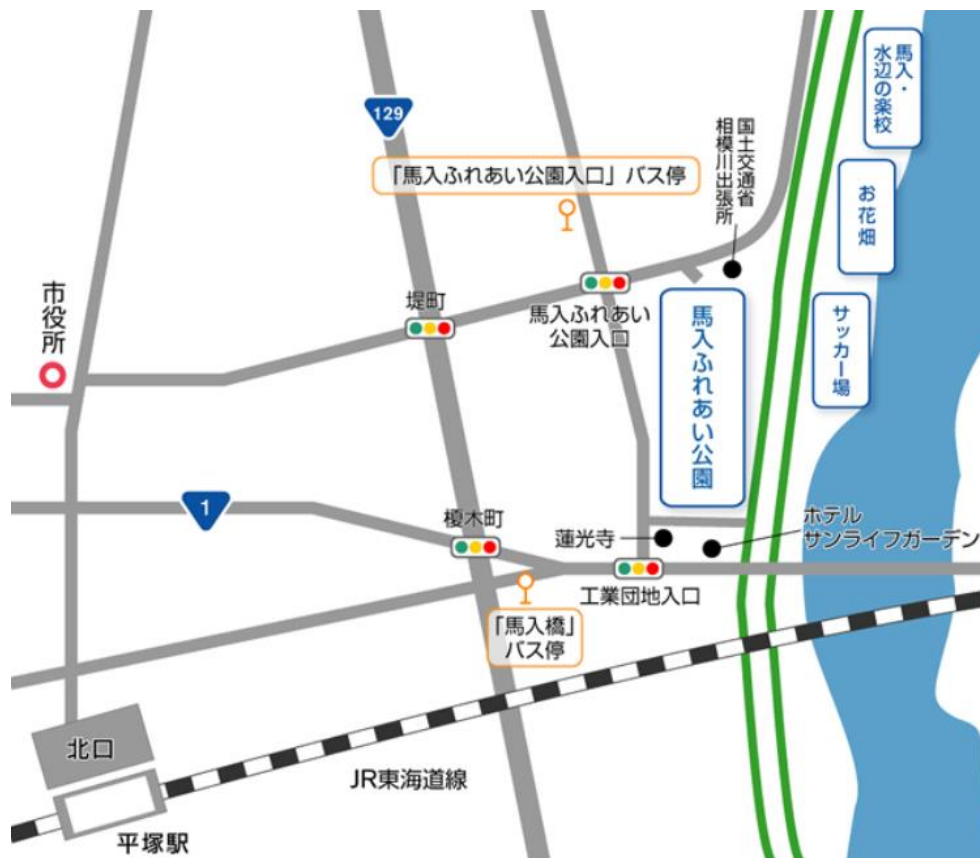 馬入・
水辺の楽校
129
国土交通省
相模川出張所
「馬入ふれあい公園入口」バス停
お花畑
市役所
堤町
馬入ふれあい
公園入口
馬入ふれあい公園
サッカー場
1
榎木町
蓮光寺
ホテル
サンライフガーデン
工業団地入口
「馬入橋」
バス停
北口
JR東海道線
平塚駅